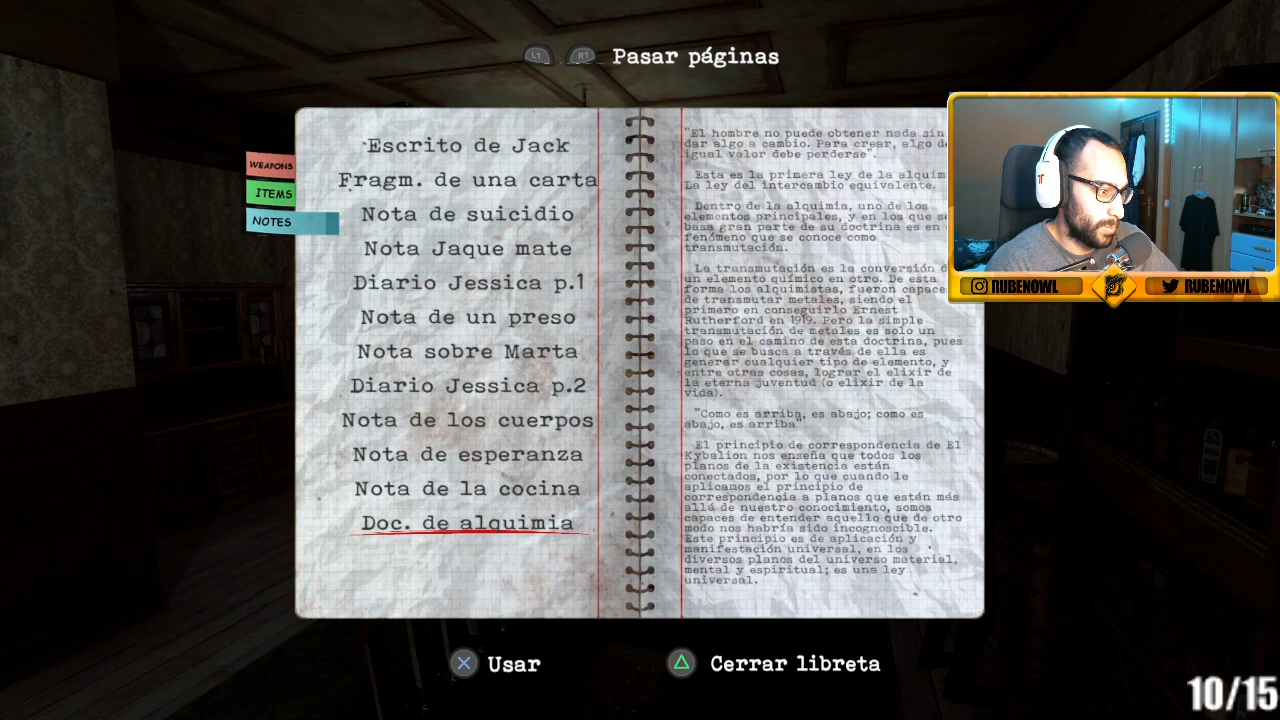 L1 R1 Pasar páginas
WEAPONS
ITEMS
NOTES
Escrito de Jack
Fragm. de una carta
Nota de suicidio
Nota Jaque mate
Diario Jessica p.1
Nota de un preso
Nota sobre Marta
Diario Jessica p.2
Nota de los cuerpos
Nota de esperanza
Nota de la cocina
Doc. de alquimia
"El hombre no puede obtener nada sin
dar algo a cambio. Para crear, algo d
igual valor debe perderse".
Esta es la primera ley de la alquim
La ley del intercambio equivalente.
Dentro de la alquimia, uno de los
elementos principales, y en los que se
basa gran parte de su doctrina es en
fenómeno que se conoce como
transmutación.
La transmutación es la conversión d
un elemento químico en otro. De esta
forma los alquimistas, fueron capace
de transmutar metales, siendo el
primero en conseguirlo Ernest
Rutherford en 1919. Pero la simple
transmutación de metales es solo un
paso en el camino de esta doctrina, pues
lo que se busca a través de ella es
generar cualquier tipo de elemento, y
entre otras cosas, lograr el elixir de
la eterna juventud (o elixir de la
vida).
"Como es arriba, es abajo; como es
abajo, es arriba"
El principio de correspondencia de El
Kybalion nos enseña que todos los
planos de la existencia están
conectados, por lo que cuando le
aplicamos el principio de
correspondencia a planos que están más
allá de nuestro conocimiento, somos
capaces de entender aquello que de otro
modo nos habría sido incognoscible.
Este principio es de aplicación y
manifestación universal, en los
diversos planos del universo material,
mental y espiritual; es una ley
universal.
RUBENOWL RUBENOWL
Usar Cerrar libreta
10/15